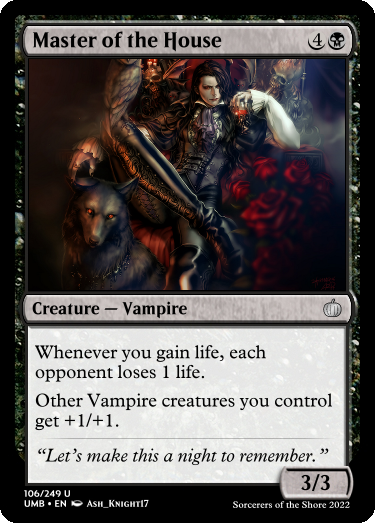 Master of the House 4
Creature — Vampire
Whenever you gain life, each
opponent loses 1 life.
Other Vampire creatures you control
get +1/+1.
“Let’s make this a night to remember.”
3/3
106/249 U
UMB • EN Ash_Knight17
Sorcerers of the Shore 2022